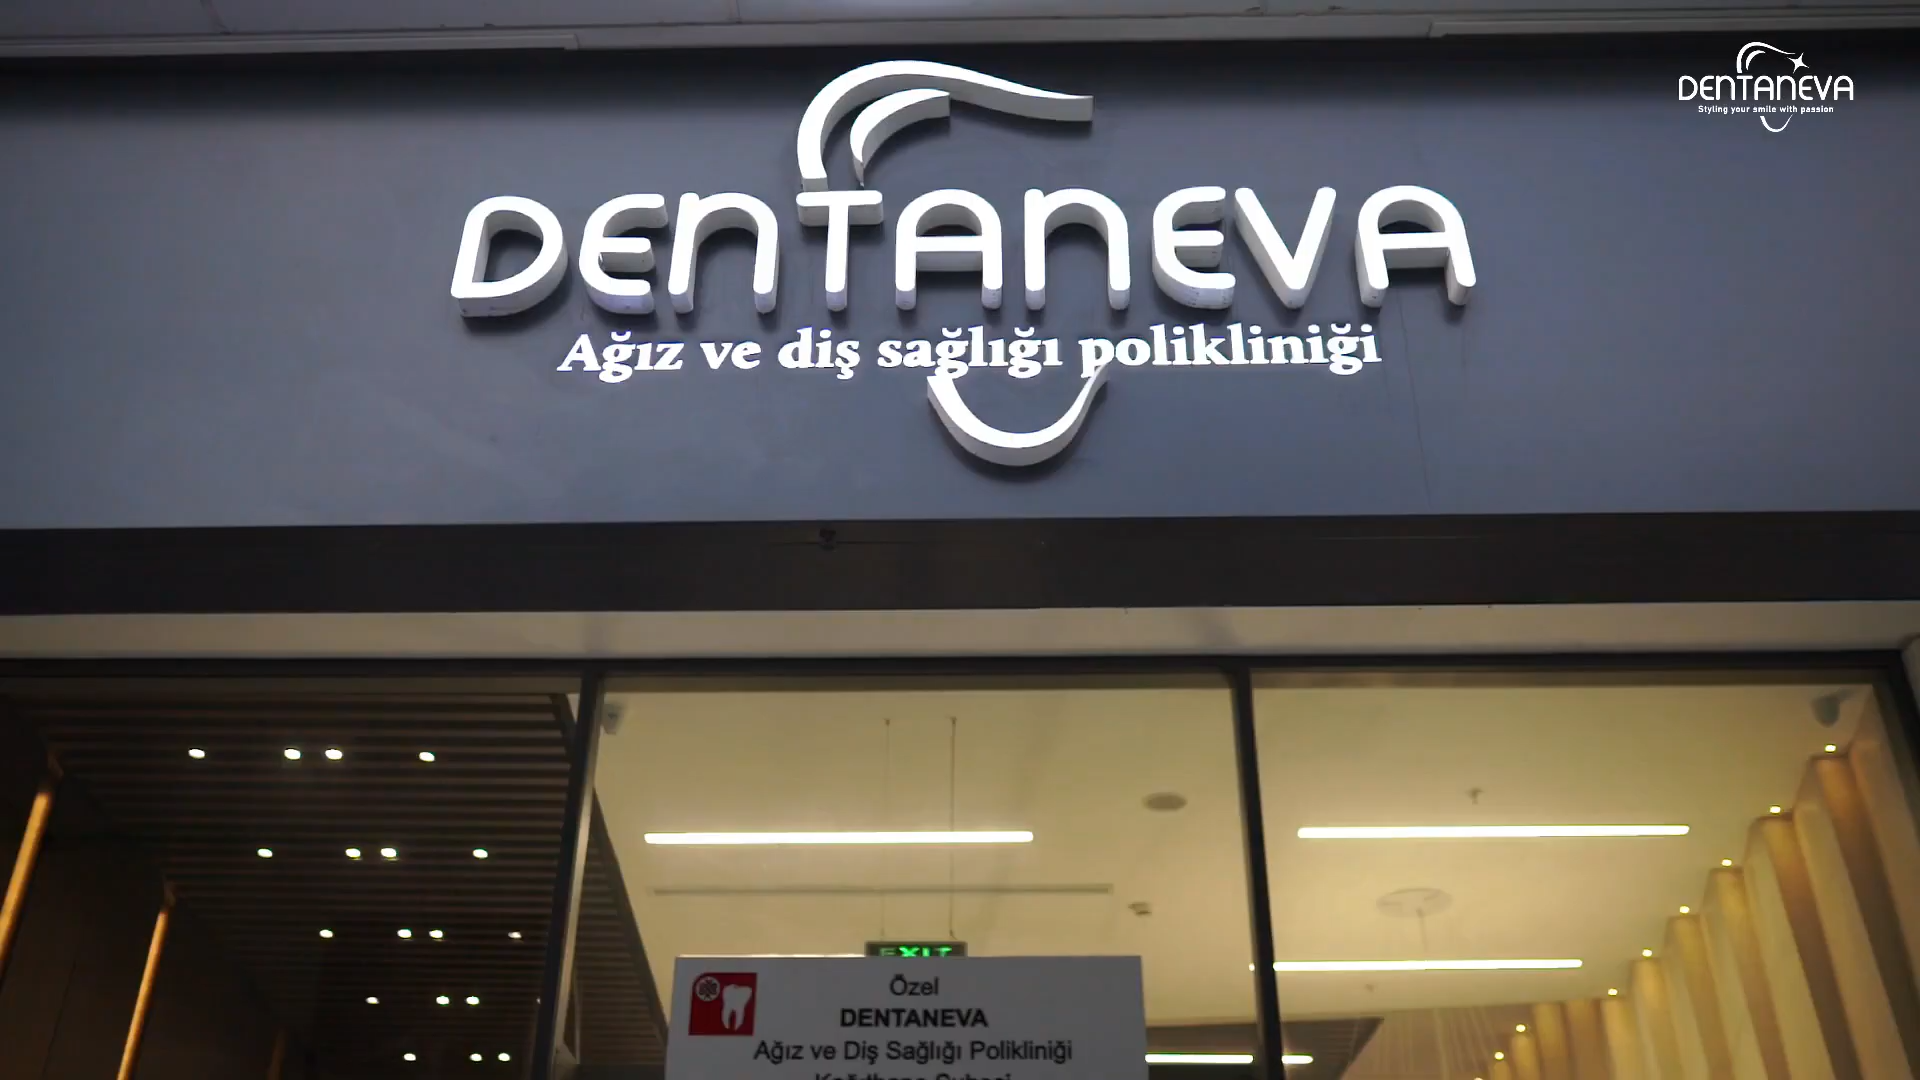 DENTANEVA
Styling your smile with passion
DENTANEVA
Ağız ve diş sağlığı polikliniği
EXIT
Özel
DENTANEVA
Ağız ve Diş Sağlığı Polikliniği